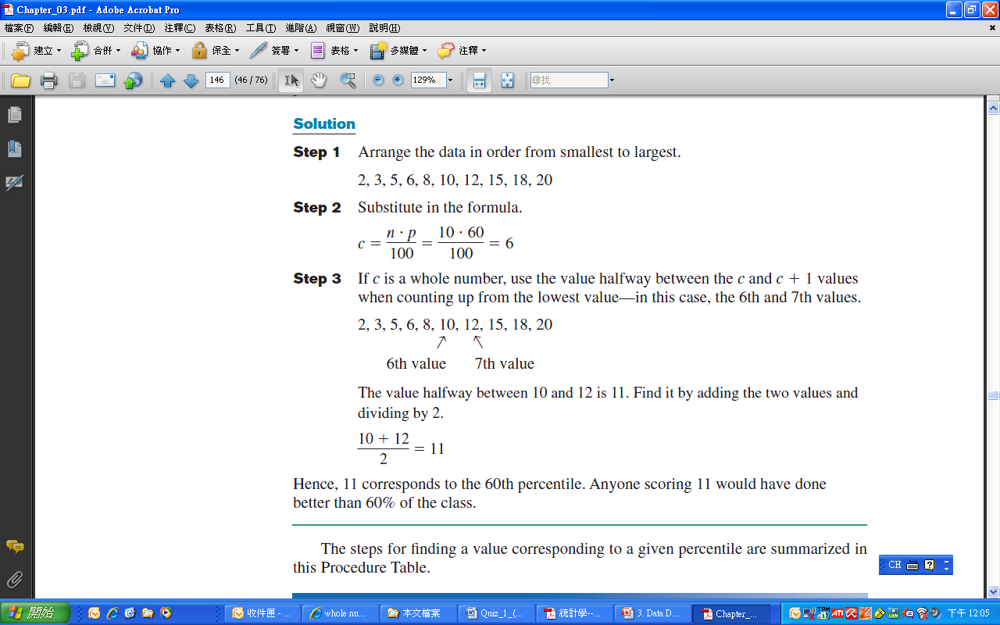 Chapter_03.pdf - Adobe Acrobat Pro
檔案(F) 編輯(E) 檢視(V) 文件(D) 注釋(C) 表格(R) 工具(T) 進階(A) 視窗(W) 說明(H)
建立 合併 協作 保全 簽署 表格 多媒體 注釋
146 (46 / 76) 129% 尋找
Solution
Step 1 Arrange the data in order from smallest to largest.
2, 3, 5, 6, 8, 10, 12, 15, 18, 20
Step 2 Substitute in the formula.
c = n · p / 100 = 10 · 60 / 100 = 6
Step 3 If c is a whole number, use the value halfway between the c and c + 1 values
when counting up from the lowest value—in this case, the 6th and 7th values.
2, 3, 5, 6, 8, 10, 12, 15, 18, 20
6th value 7th value
The value halfway between 10 and 12 is 11. Find it by adding the two values and
dividing by 2.
10 + 12 / 2 = 11
Hence, 11 corresponds to the 60th percentile. Anyone scoring 11 would have done
better than 60% of the class.
The steps for finding a value corresponding to a given percentile are summarized in
this Procedure Table.
CH
開始 收件匣 - ... whole nu... 本文檔案 Quiz_1_(... 統計學--... 3. Data D... Chapter_... 下午 12:05